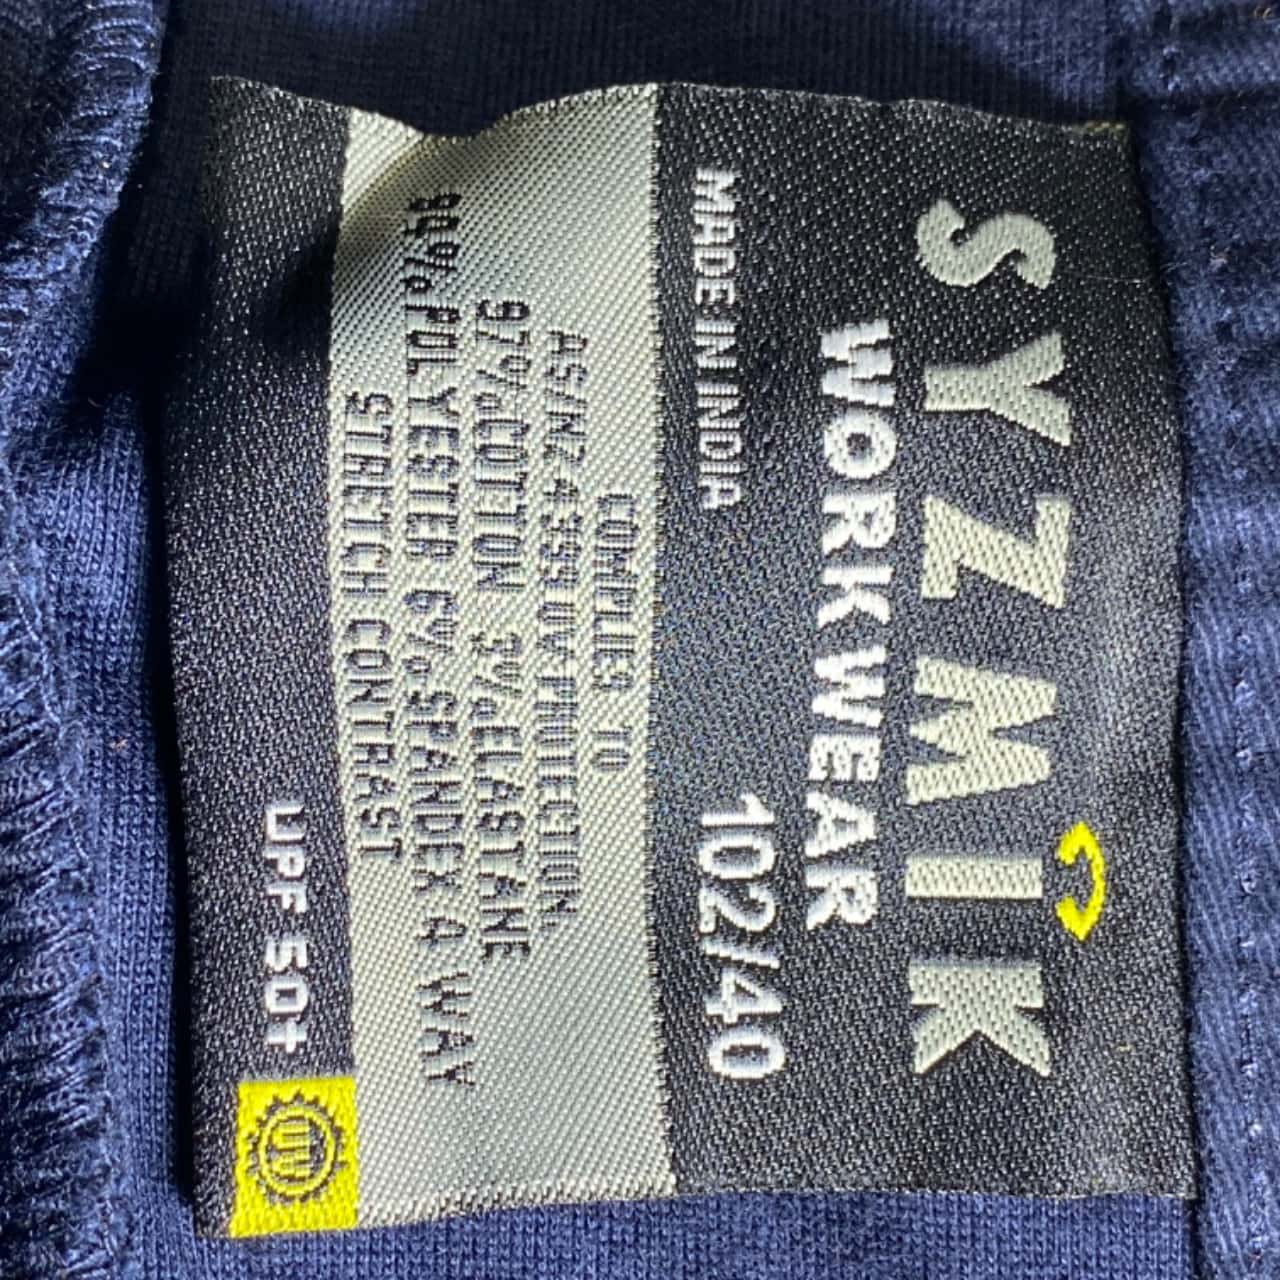 SYZMIK
WORKWEAR
MADE IN INDIA 102/40
COMPLIES TO
AS/NZ 4399 UV PROTECTION,
97% COTTON 3% ELASTANE
94% POLYESTER 6% SPANDEX 4 WAY
STRETCH CONTRAST
UPF 50+
UTV